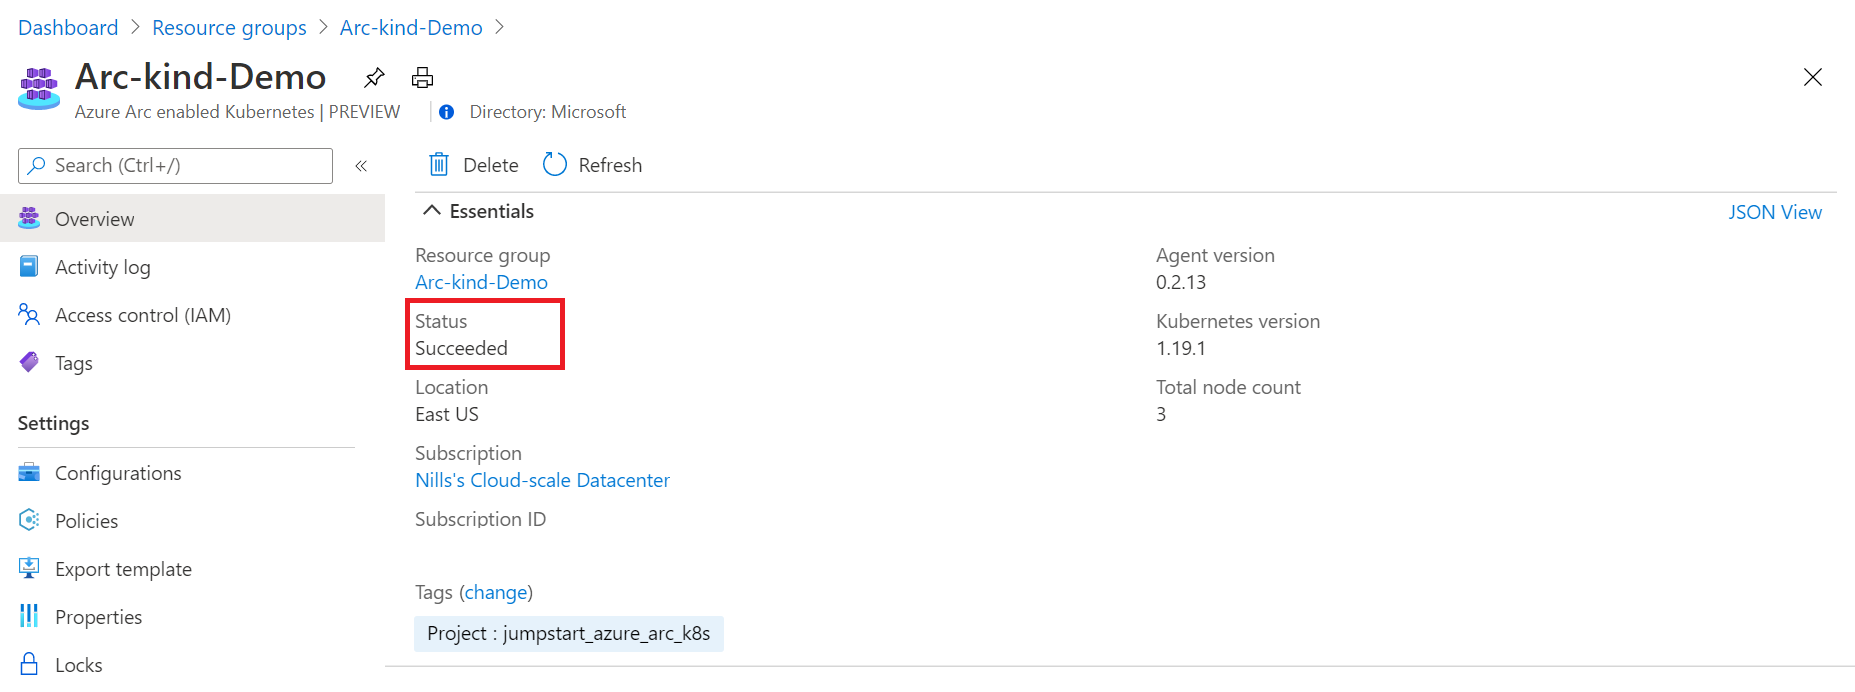 Dashboard > Resource groups > Arc-kind-Demo >
Arc-kind-Demo
Azure Arc enabled Kubernetes | PREVIEW
Directory: Microsoft
Search (Ctrl+/)
«
Overview
Activity log
Access control (IAM)
Tags
Settings
Configurations
Policies
Export template
Properties
Locks
Delete
Refresh
Essentials
JSON View
Resource group
Arc-kind-Demo
Status
Succeeded
Location
East US
Subscription
Nills's Cloud-scale Datacenter
Subscription ID
Agent version
0.2.13
Kubernetes version
1.19.1
Total node count
3
Tags (change)
Project : jumpstart_azure_arc_k8s